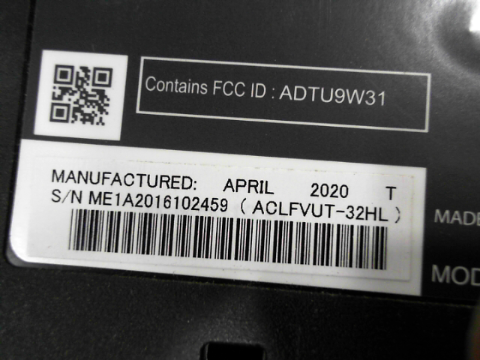 Contains FCC ID : ADTU9W31
MANUFACTURED: APRIL 2020 T
S/N ME1A2016102459 ( ACLFVUT-32HL )
MADE
MOD